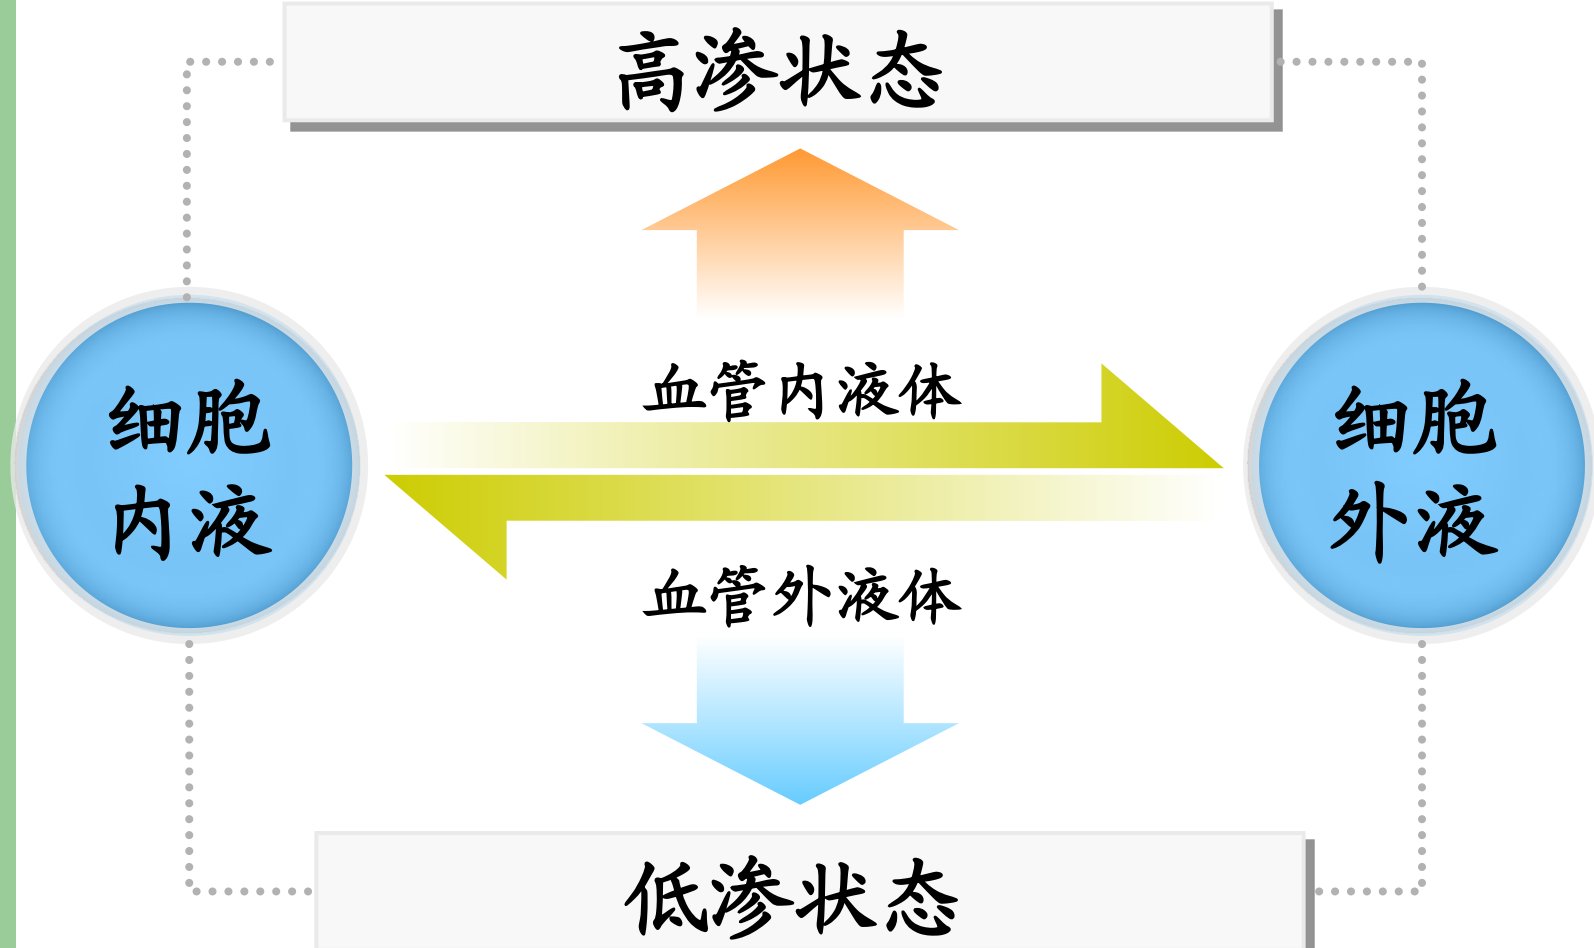 高渗状态
血管内液体
细胞
内液
细胞
外液
血管外液体
低渗状态